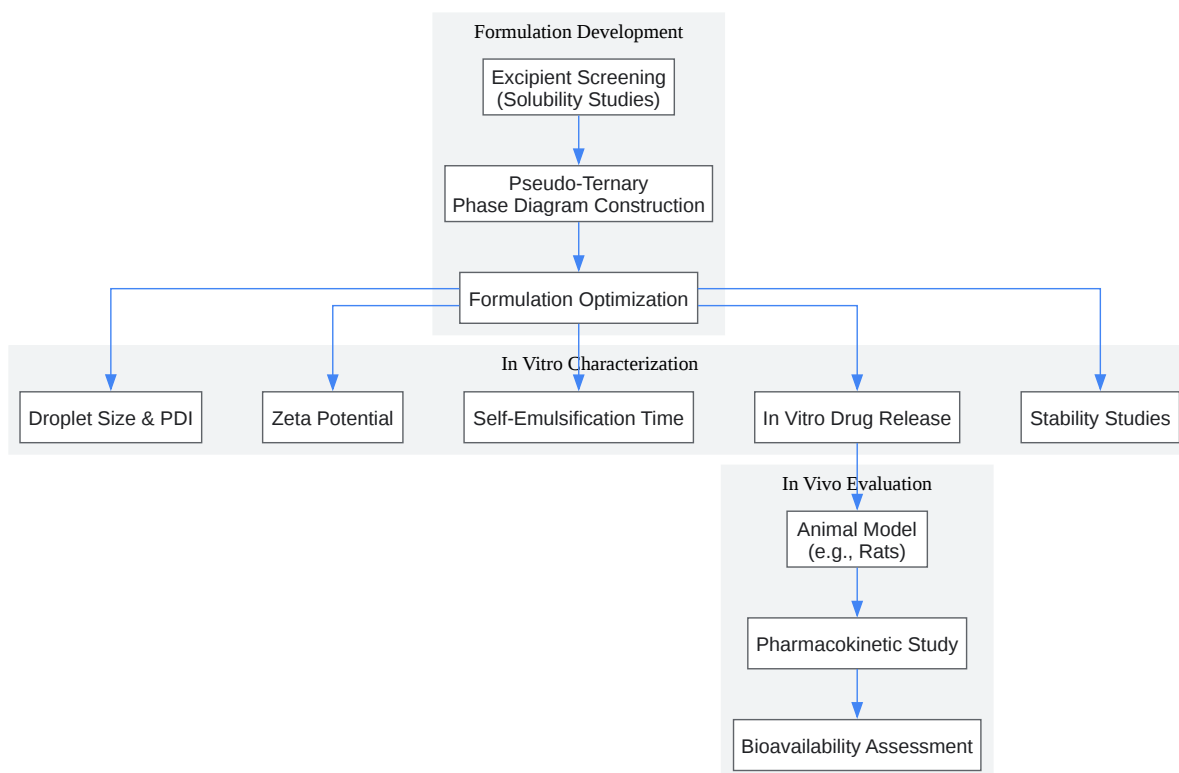 Formulation Development
Excipient Screening
(Solubility Studies)
Pseudo-Ternary
Phase Diagram Construction
Formulation Optimization
In Vitro Characterization
Droplet Size & PDI
Zeta Potential
Self-Emulsification Time
In Vitro Drug Release
Stability Studies
In Vivo Evaluation
Animal Model
(e.g., Rats)
Pharmacokinetic Study
Bioavailability Assessment